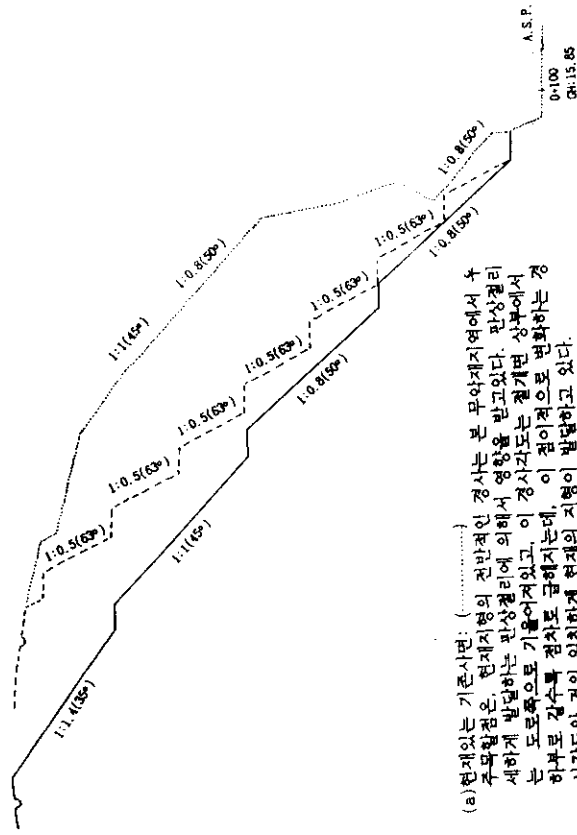 1:1(45°)
1:0.8(50°)
1:0.8(50°)
A.S.P.
0+100
GH:15.85
1:0.5(63°)
1:0.5(63°)
1:0.5(63°)
1:0.5(63°)
1:0.5(63°)
1:0.5(63°)
1:1.4(35°)
1:1(45°)
1:0.8(50°)
1:0.8(50°)
(a)현재있는 기존사면: (……………)
주목할점은, 현재지형의 전반적인 경사는 본 무악재지역에서 우
세하게 발달하는 판상절리에 의해서 영향을 받고있다. 판상절리
는 도로쪽으로 기울어져있고, 이 경사각도는 절개면 상부에서
하부로 갈수록 점차로 급해지는데, 이 점이적으로 변화하는 경
사각도와 거의 일치하게 현재의 지형이 발달하고 있다.